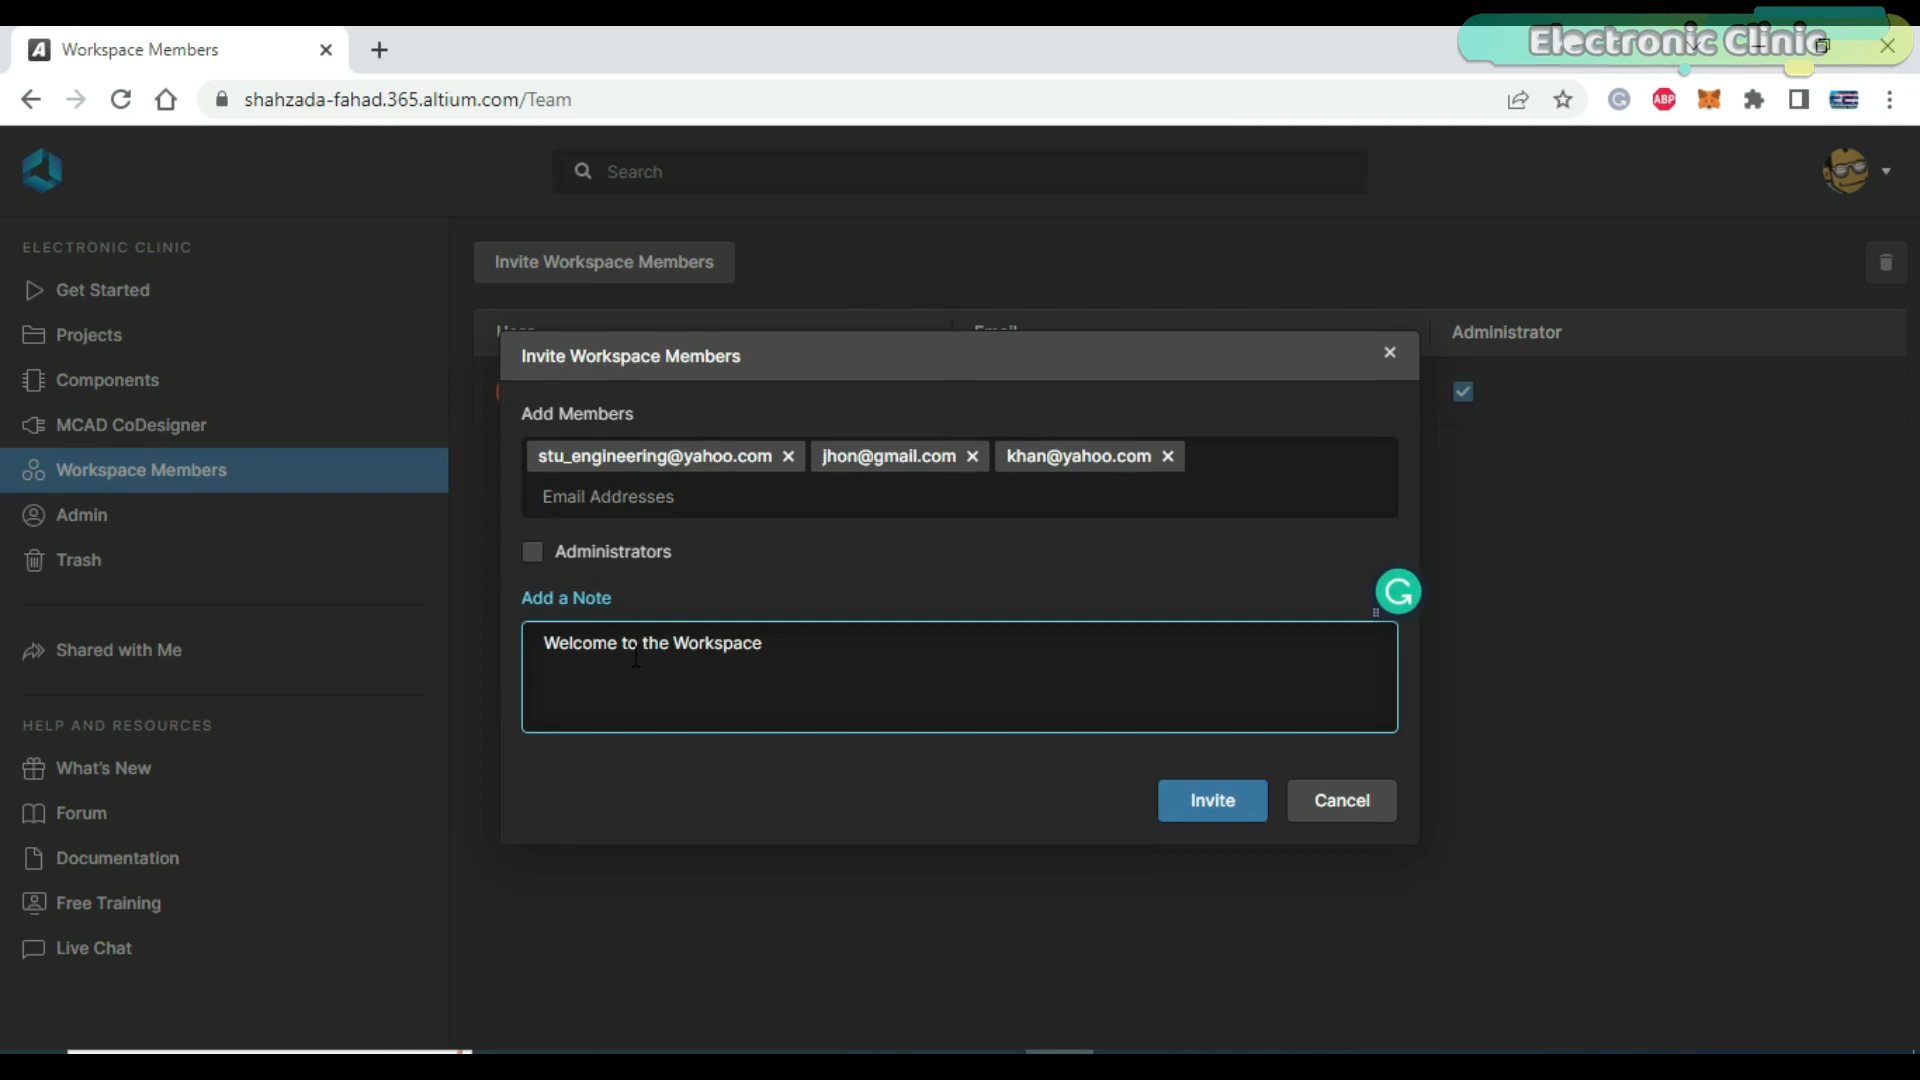 Electronic Clinic
Workspace Members
shahzada-fahad.365.altium.com/Team
ABP
Search
ELECTRONIC CLINIC
Get Started
Projects
Components
MCAD CoDesigner
Workspace Members
Admin
Trash
Shared with Me
HELP AND RESOURCES
What's New
Forum
Documentation
Free Training
Live Chat
Invite Workspace Members
Administrator
Invite Workspace Members
Add Members
stu_engineering@yahoo.com jhon@gmail.com khan@yahoo.com
Email Addresses
Administrators
Add a Note
Welcome to the Workspace
Invite Cancel